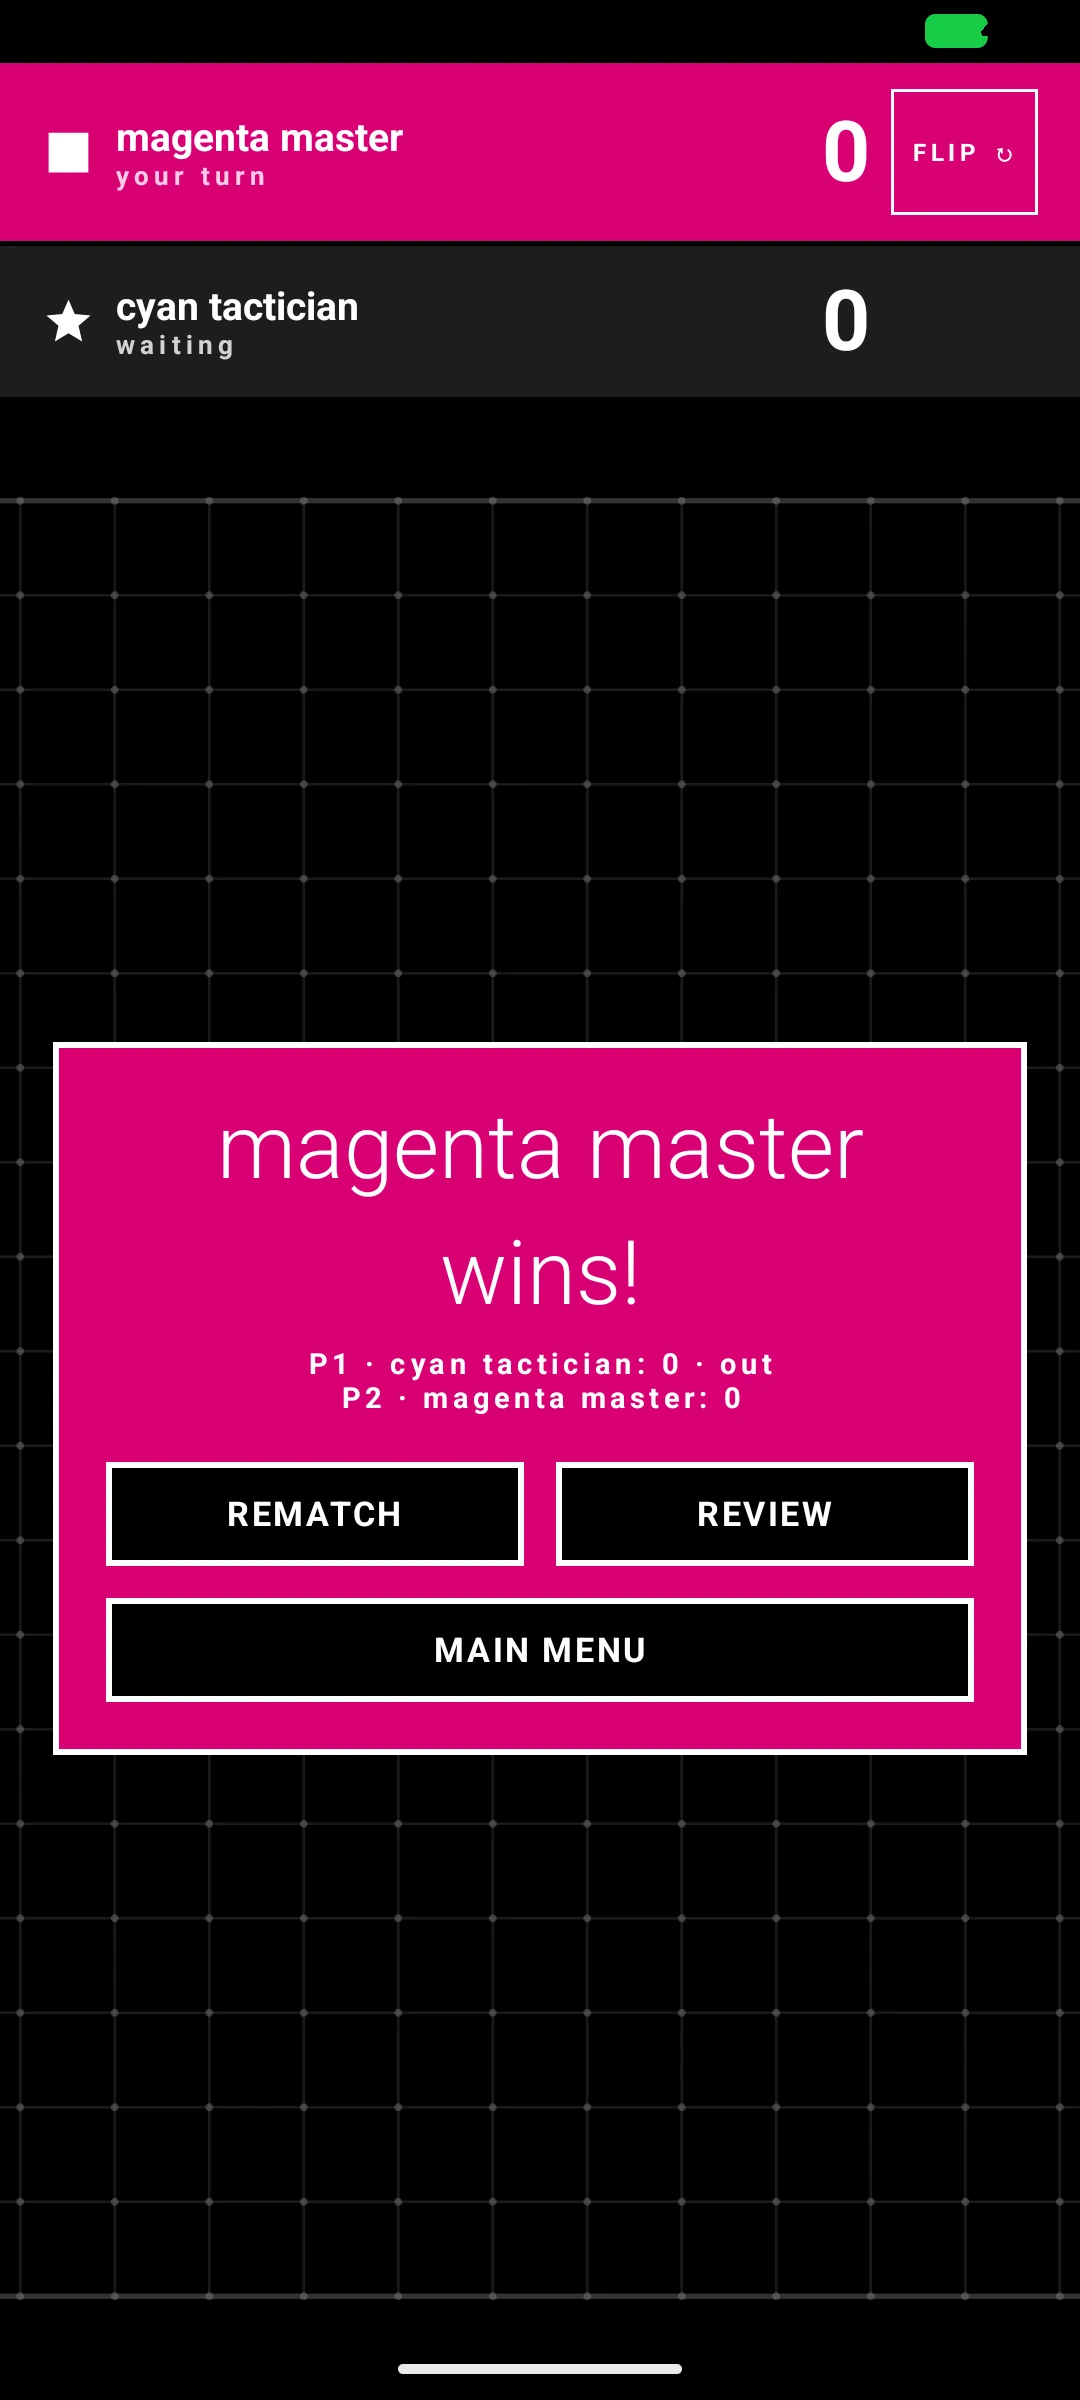 magenta master
your turn
0
FLIP ↻
cyan tactician
waiting
0
magenta master
wins!
P1 · cyan tactician: 0 · out
P2 · magenta master: 0
REMATCH
REVIEW
MAIN MENU